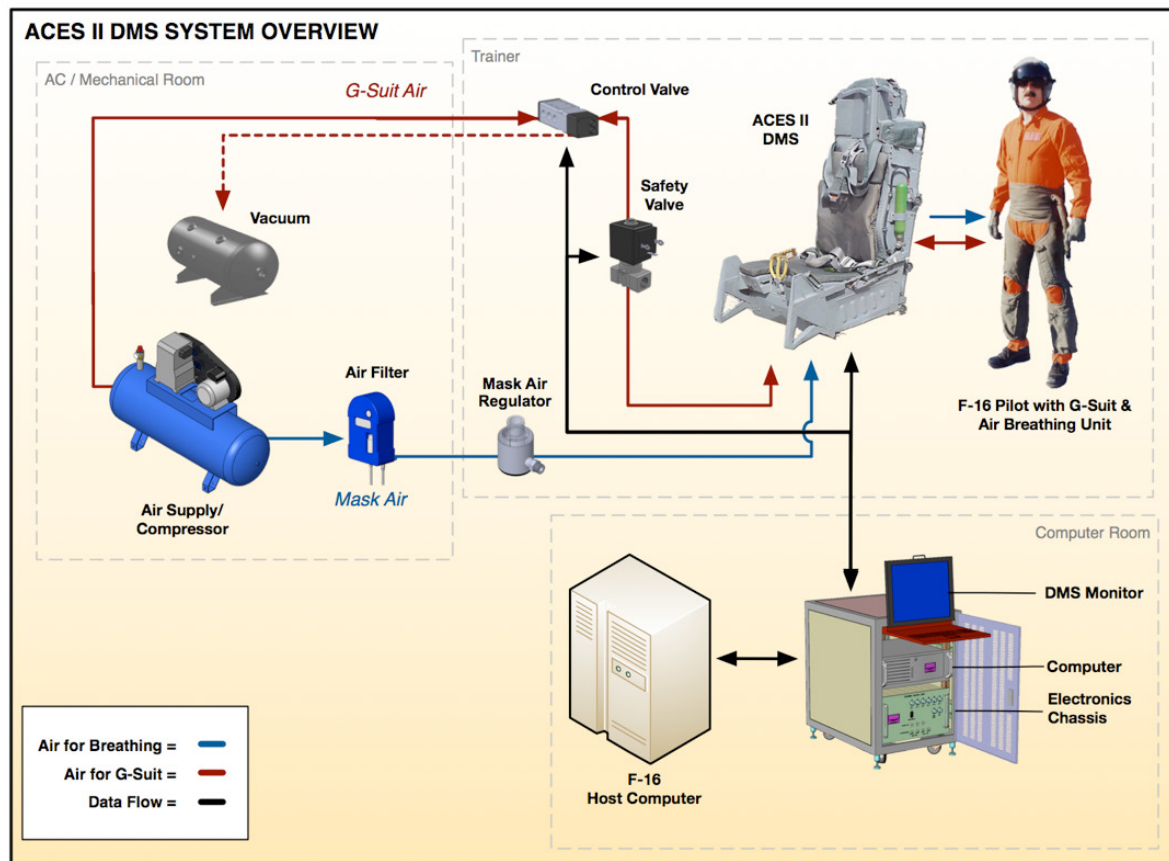 ACES II DMS SYSTEM OVERVIEW
AC / Mechanical Room
G-Suit Air
Vacuum
Air Filter
Mask Air
Air Supply/
Compressor
Trainer
Control Valve
Safety
Valve
Mask Air
Regulator
ACES II
DMS
F-16 Pilot with G-Suit &
Air Breathing Unit
Computer Room
DMS Monitor
Computer
Electronics
Chassis
F-16
Host Computer
Air for Breathing =
Air for G-Suit =
Data Flow =